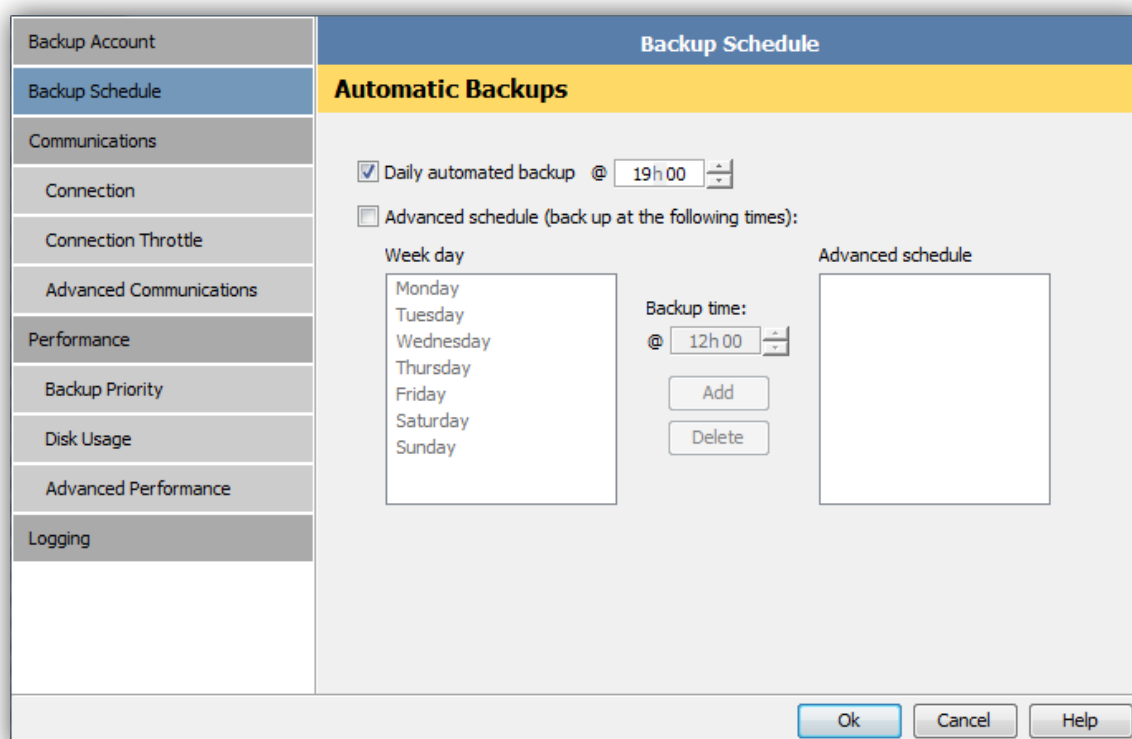 Backup Account
Backup Schedule
Communications
Connection
Connection Throttle
Advanced Communications
Performance
Backup Priority
Disk Usage
Advanced Performance
Logging
Backup Schedule
Automatic Backups
Daily automated backup @ 19h00
Advanced schedule (back up at the following times):
Week day
Monday
Tuesday
Wednesday
Thursday
Friday
Saturday
Sunday
Backup time:
@ 12h00
Add
Delete
Advanced schedule
Ok Cancel Help